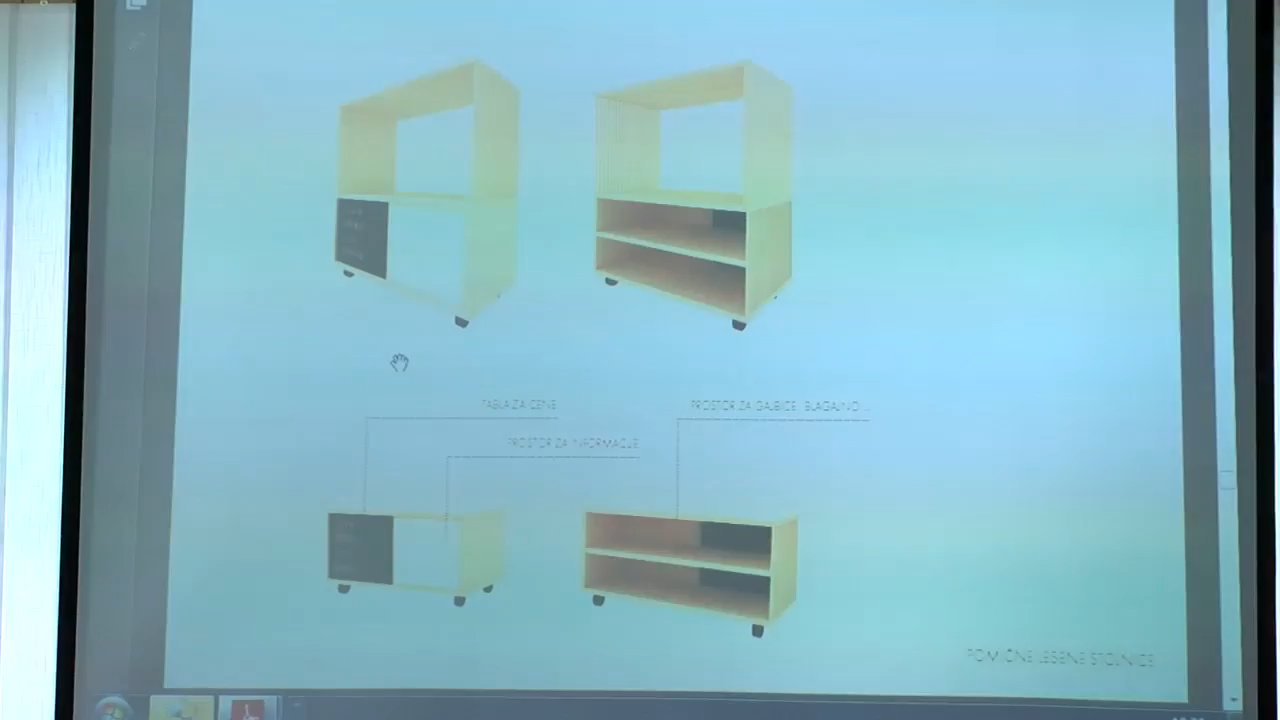 TABLA ZA CENE
PROSTOR ZA GAJBICE, BLAGAJNO ...
PROSTOR ZA INFORMACIJE
POMIČNE LESENE STOJNICE